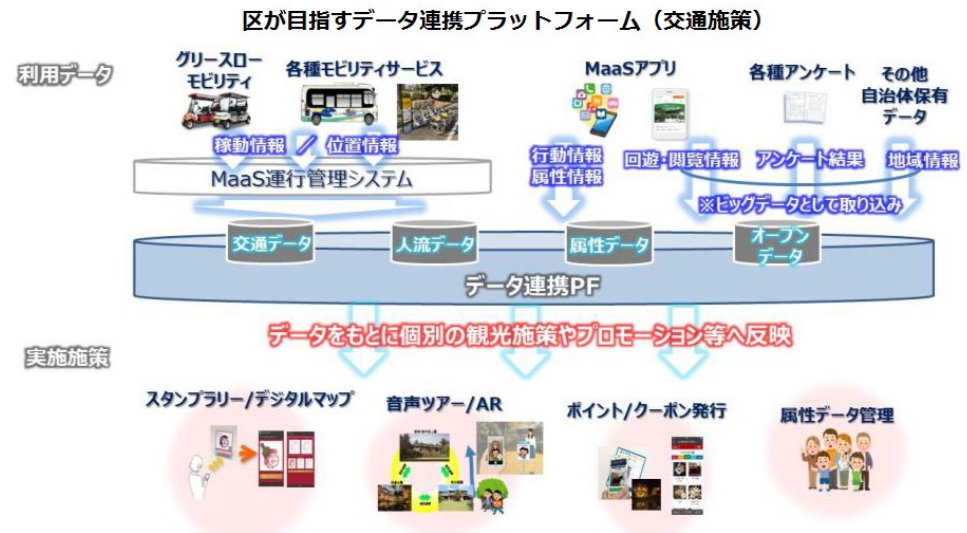 区が目指すデータ連携プラットフォーム（交通施策）
利用データ
グリースロー
モビリティ
各種モビリティサービス
MaaSアプリ
各種アンケート
その他
自治体保有
データ
稼動情報 ／ 位置情報
MaaS運行管理システム
行動情報
属性情報
回遊・閲覧情報
アンケート結果
地域情報
※ビッグデータとして取り込み
交通データ
人流データ
属性データ
オープン
データ
データ連携PF
データをもとに個別の観光施策やプロモーション等へ反映
実施施策
スタンプラリー/デジタルマップ
音声ツアー/AR
ポイント/クーポン発行
属性データ管理